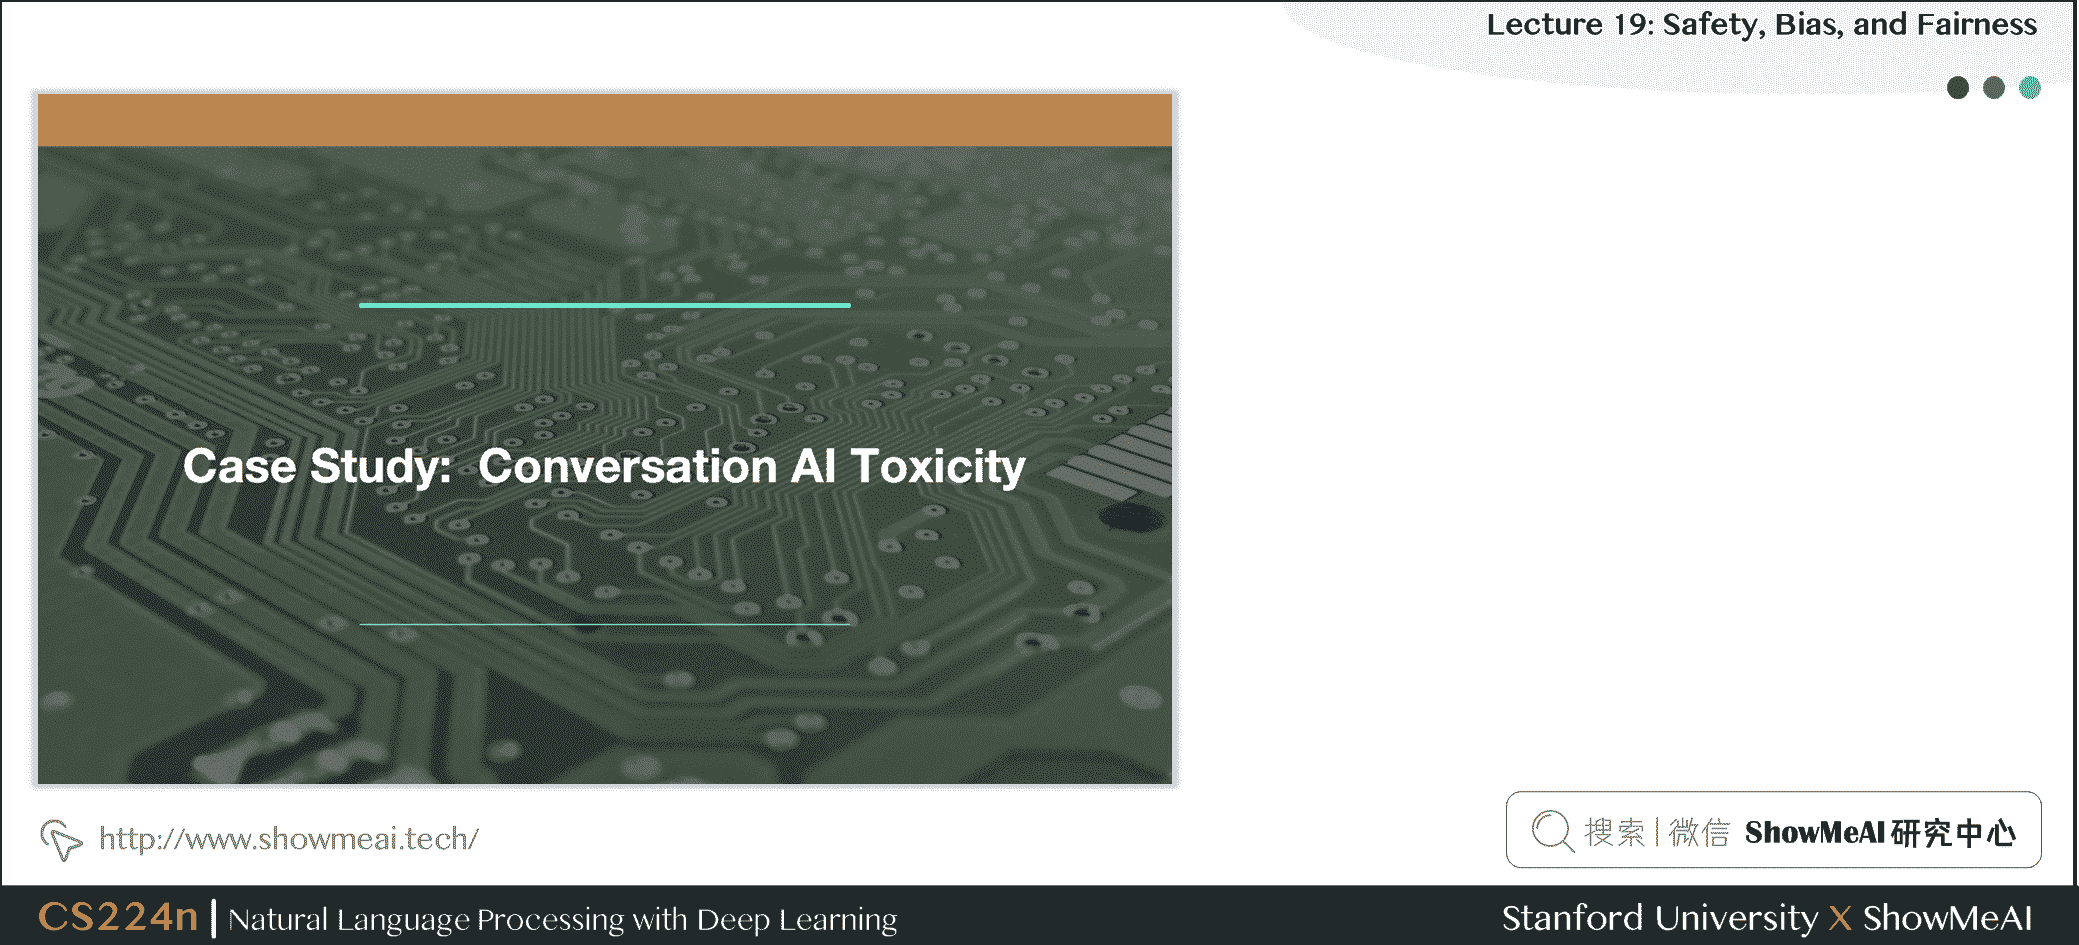 Lecture 19: Safety, Bias, and Fairness
Case Study:  Conversation AI Toxicity
http://www.showmeai.tech/
搜索 | 微信 ShowMeAI 研究中心
CS224n | Natural Language Processing with Deep Learning
Stanford University X ShowMeAI